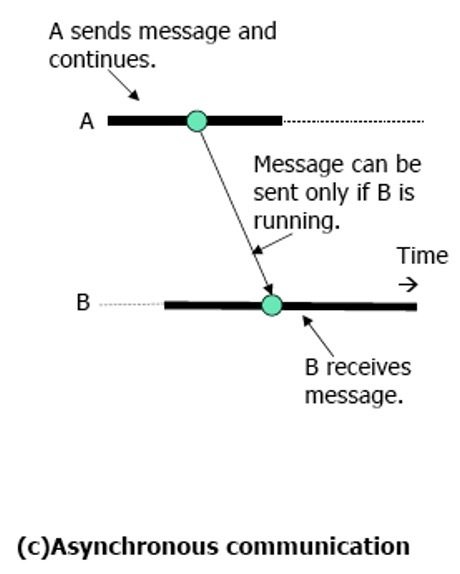 A sends message and
continues.
A
Message can be
sent only if B is
running.
Time
→
B
B receives
message.
(c)Asynchronous communication